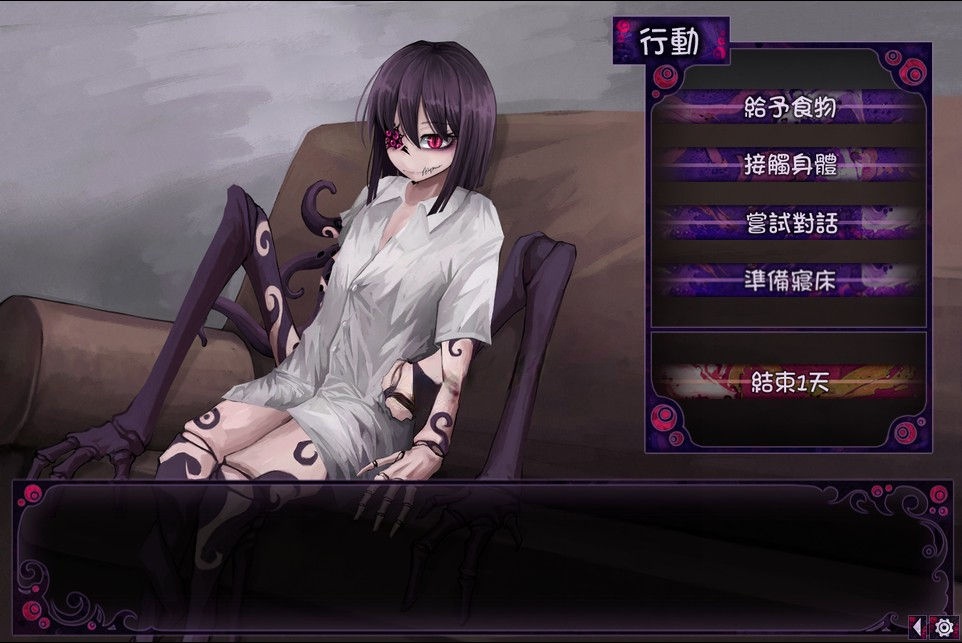 行動
給予食物
接觸身體
嘗試對話
準備寢床
結束1天